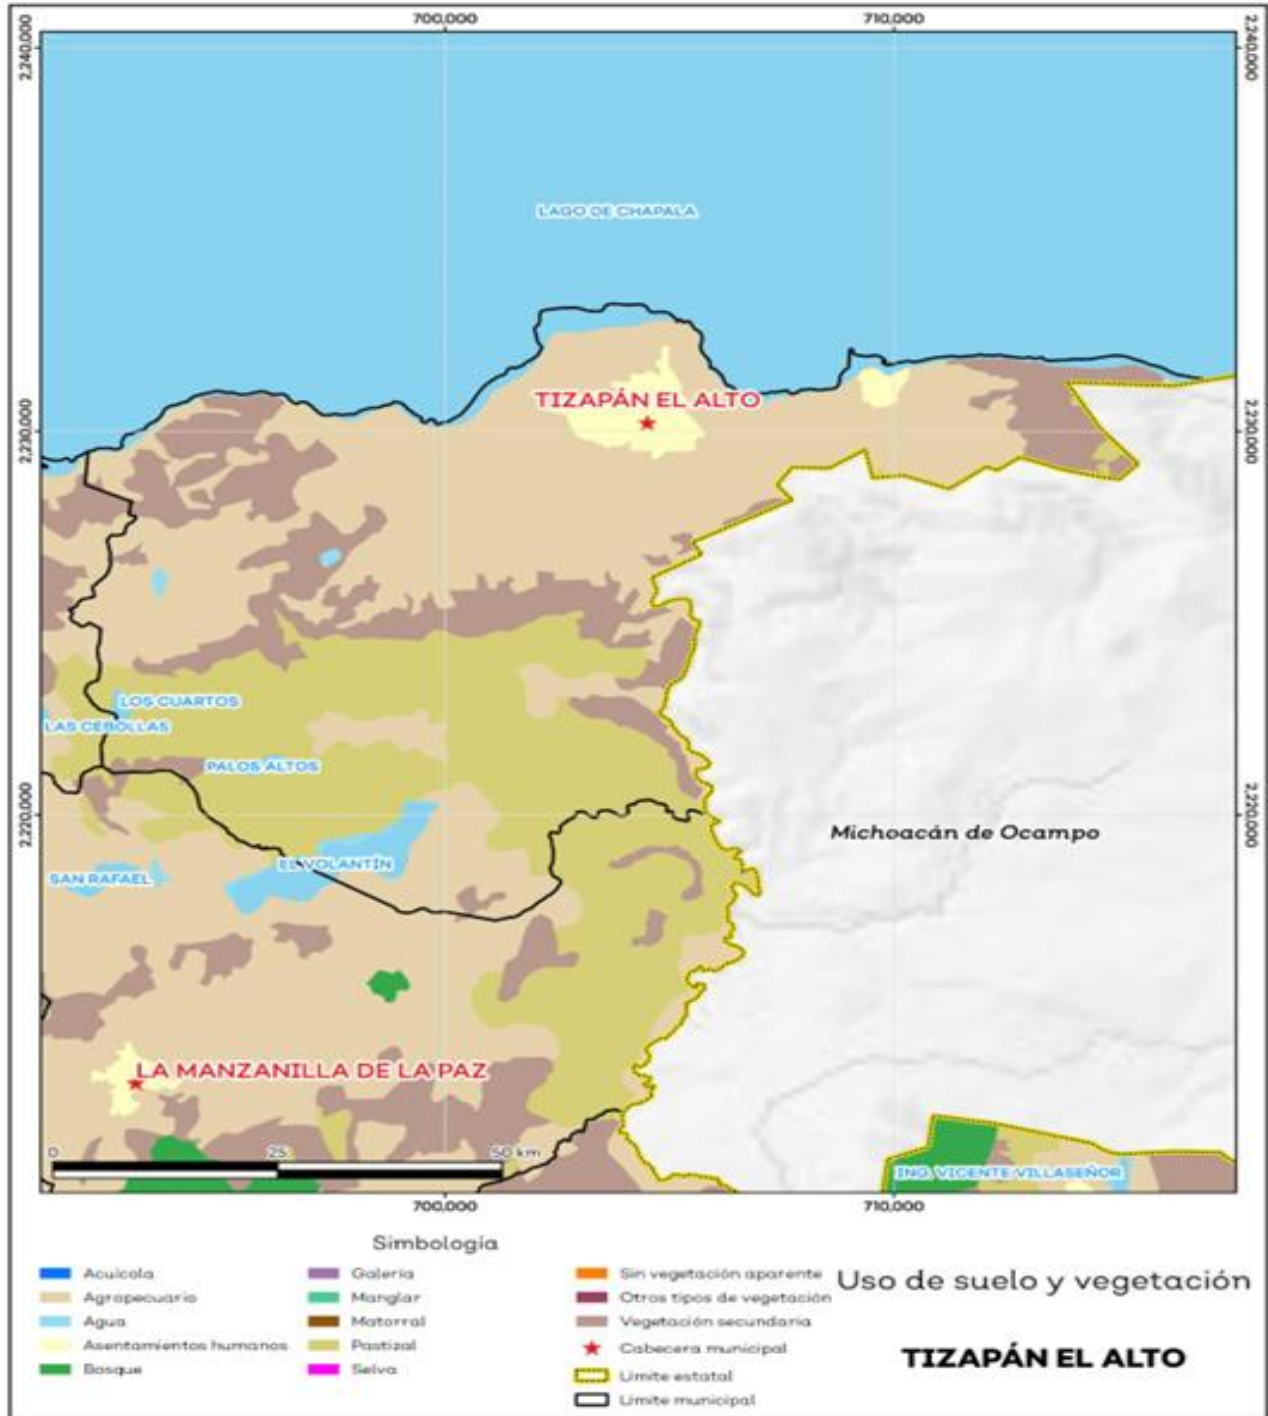 700,000 710,000
2,240,000 2,240,000
LAGO DE CHAPALA
TIZAPÁN EL ALTO
2,230,000 2,230,000
LOS CUARTOS
LAS CEBOLLAS
PALOS ALTOS
2,220,000 2,220,000
Michoacán de Ocampo
EL VOLANTÍN
SAN RAFAEL
LA MANZANILLA DE LA PAZ
0 25 50 km
ING. VICENTE VILLASEÑOR
700,000 710,000
Simbología
Acuícola
Agropecuario
Agua
Asentamientos humanos
Bosque
Galería
Manglar
Matorral
Pastizal
Selva
Sin vegetación aparente
Otros tipos de vegetación
Vegetación secundaria
Cabecera municipal
Limite estatal
Limite municipal
Uso de suelo y vegetación
TIZAPÁN EL ALTO